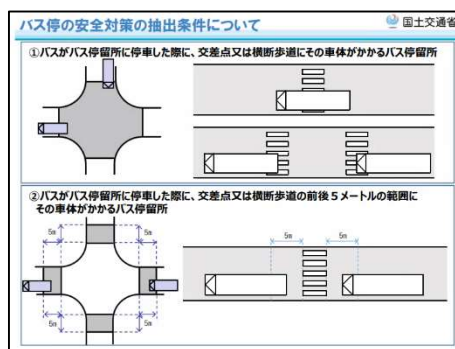 バス停の安全対策の抽出条件について
国土交通省
①バスがバス停留所に停車した際に、交差点又は横断歩道にその車体がかかるバス停留所
②バスがバス停留所に停車した際に、交差点又は横断歩道の前後５メートルの範囲に
その車体がかかるバス停留所
5m
5m
5m
5m
5m
5m